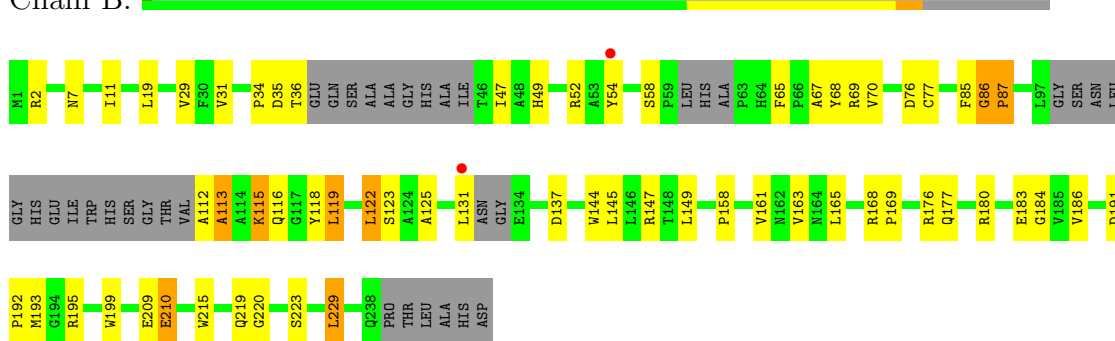 Chain B:
M1 R2 N7 I11 L19 V29 F30 V31 P34 D35 T36 GLU GLN SER ALA ALA GLY HIS ALA ILE T46 I47 A48 H49 R52 A53 Y54 S58 P59 LEU HIS ALA P63 H64 F65 P66 A67 Y68 R69 V70 D76 C77 F85 G86 P87 L97 GLY SER ASN LEU
GLY HIS GLU ILE TRP HIS SER GLY THR VAL A112 A113 A114 K115 Q116 G117 Y118 L119 L122 S123 A124 A125 L131 ASN GLY E134 D137 W144 L145 L146 R147 T148 L149 P158 V161 N162 V163 N164 L165 R168 P169 R176 Q177 R180 E183 G184 V185 V186 D191
P192 M193 G194 R195 W199 E209 E210 W215 Q219 G220 S223 L229 Q238 PRO THR LEU ALA HIS ASP